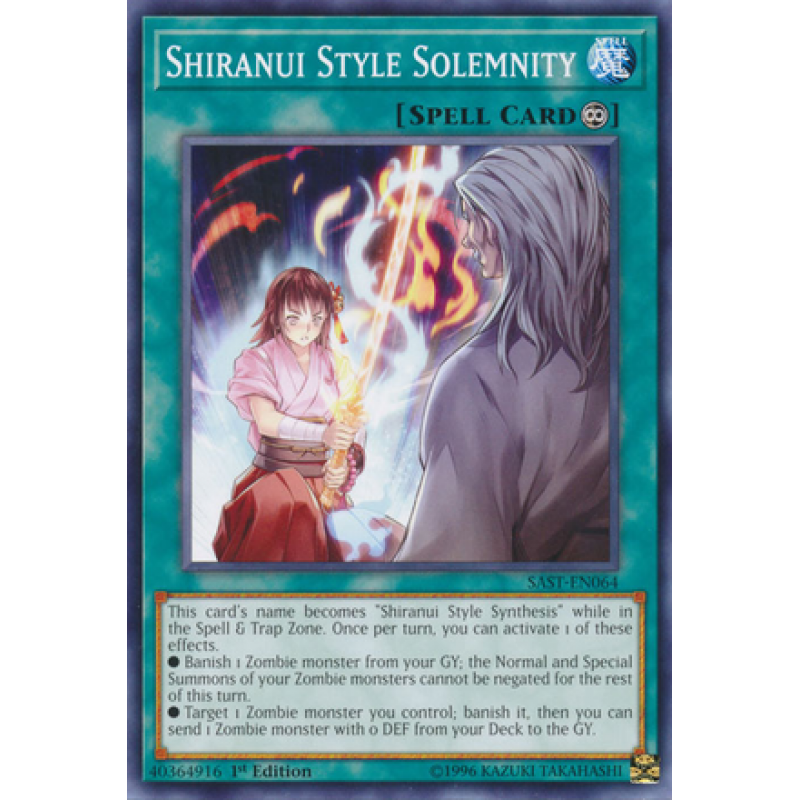 SHIRANUI STYLE SOLEMNITY
SPELL
魔
[SPELL CARD]
SAST-EN064
This card's name becomes "Shiranui Style Synthesis" while in
the Spell & Trap Zone. Once per turn, you can activate 1 of these
effects.
● Banish 1 Zombie monster from your GY; the Normal and Special
Summons of your Zombie monsters cannot be negated for the rest
of this turn.
● Target 1 Zombie monster you control; banish it, then you can
send 1 Zombie monster with 0 DEF from your Deck to the GY.
40364916 1st Edition ©1996 KAZUKI TAKAHASHI